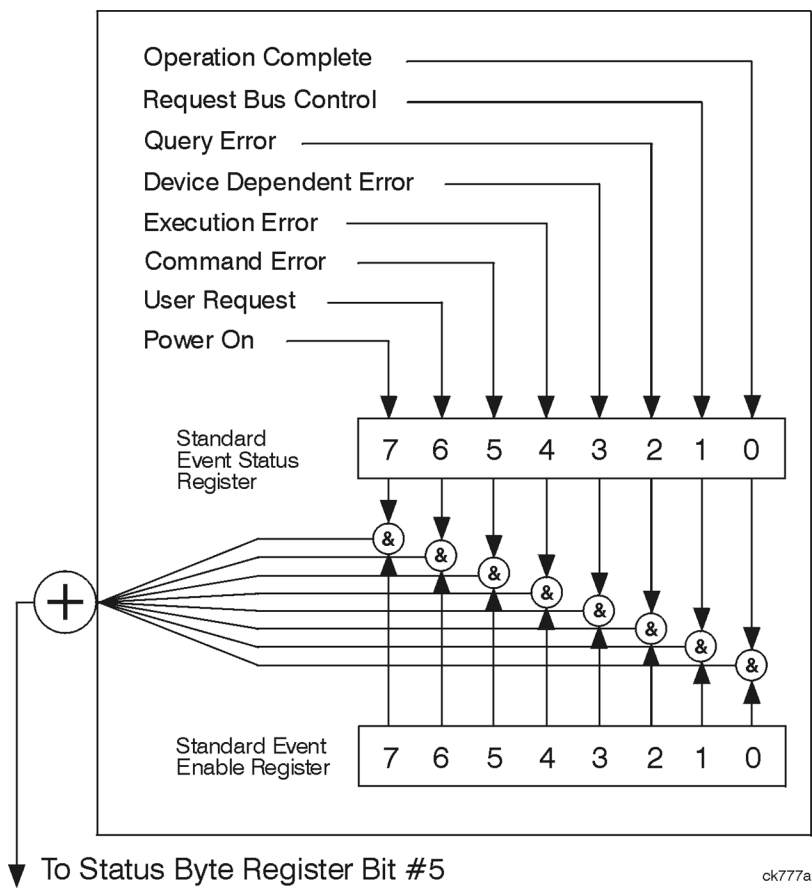 Operation Complete
Request Bus Control
Query Error
Device Dependent Error
Execution Error
Command Error
User Request
Power On
Standard
Event Status
Register
7 6 5 4 3 2 1 0
&
&
&
&
&
&
&
&
+
Standard Event
Enable Register
7 6 5 4 3 2 1 0
To Status Byte Register Bit #5
ck777a